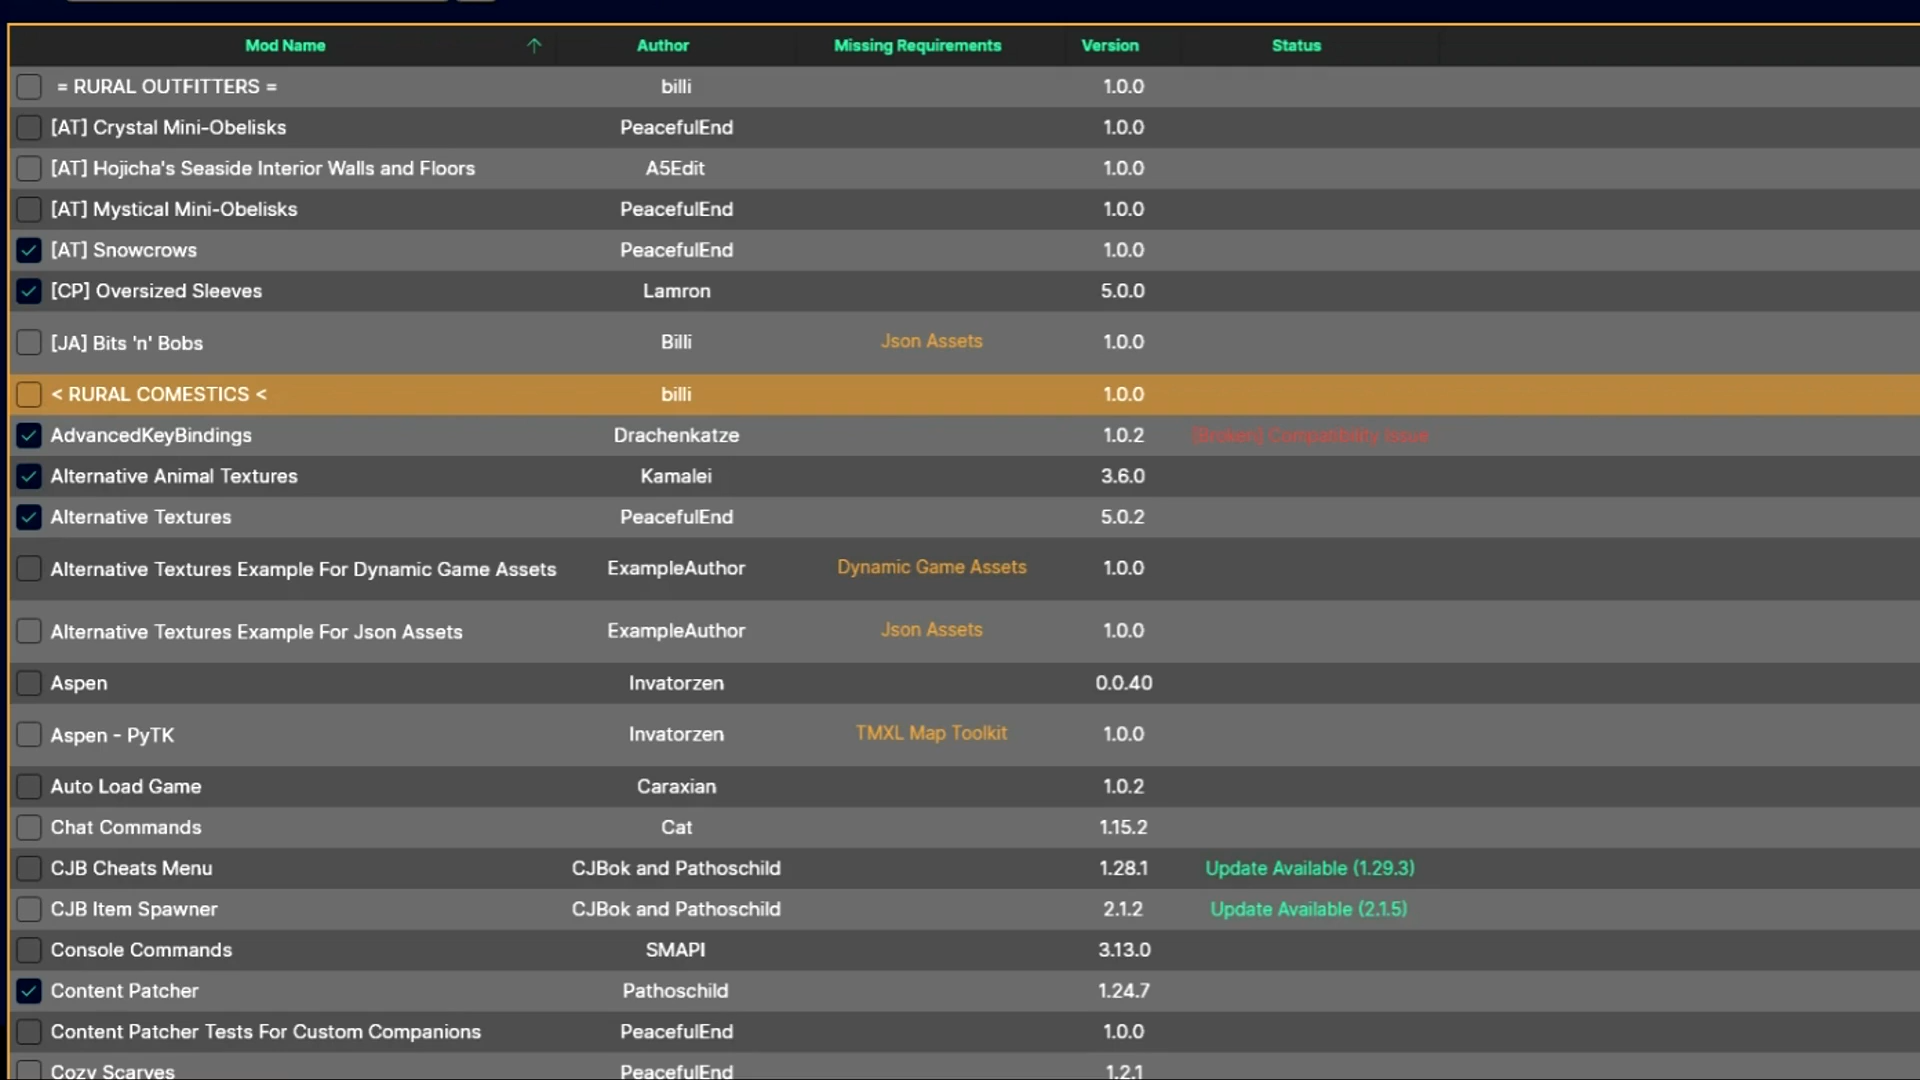 Mod Name Author Missing Requirements Version Status
= RURAL OUTFITTERS = billi 1.0.0
[AT] Crystal Mini-Obelisks PeacefulEnd 1.0.0
[AT] Hojicha's Seaside Interior Walls and Floors A5Edit 1.0.0
[AT] Mystical Mini-Obelisks PeacefulEnd 1.0.0
[AT] Snowcrows PeacefulEnd 1.0.0
[CP] Oversized Sleeves Lamron 5.0.0
[JA] Bits 'n' Bobs Billi Json Assets 1.0.0
< RURAL COMESTICS < billi 1.0.0
AdvancedKeyBindings Drachenkatze 1.0.2 [Broken] Compatibility Issue
Alternative Animal Textures Kamalei 3.6.0
Alternative Textures PeacefulEnd 5.0.2
Alternative Textures Example For Dynamic Game Assets ExampleAuthor Dynamic Game Assets 1.0.0
Alternative Textures Example For Json Assets ExampleAuthor Json Assets 1.0.0
Aspen Invatorzen 0.0.40
Aspen - PyTK Invatorzen TMXL Map Toolkit 1.0.0
Auto Load Game Caraxian 1.0.2
Chat Commands Cat 1.15.2
CJB Cheats Menu CJBok and Pathoschild 1.28.1 Update Available (1.29.3)
CJB Item Spawner CJBok and Pathoschild 2.1.2 Update Available (2.1.5)
Console Commands SMAPI 3.13.0
Content Patcher Pathoschild 1.24.7
Content Patcher Tests For Custom Companions PeacefulEnd 1.0.0
Cozy Scarves PeacefulEnd 1.2.1